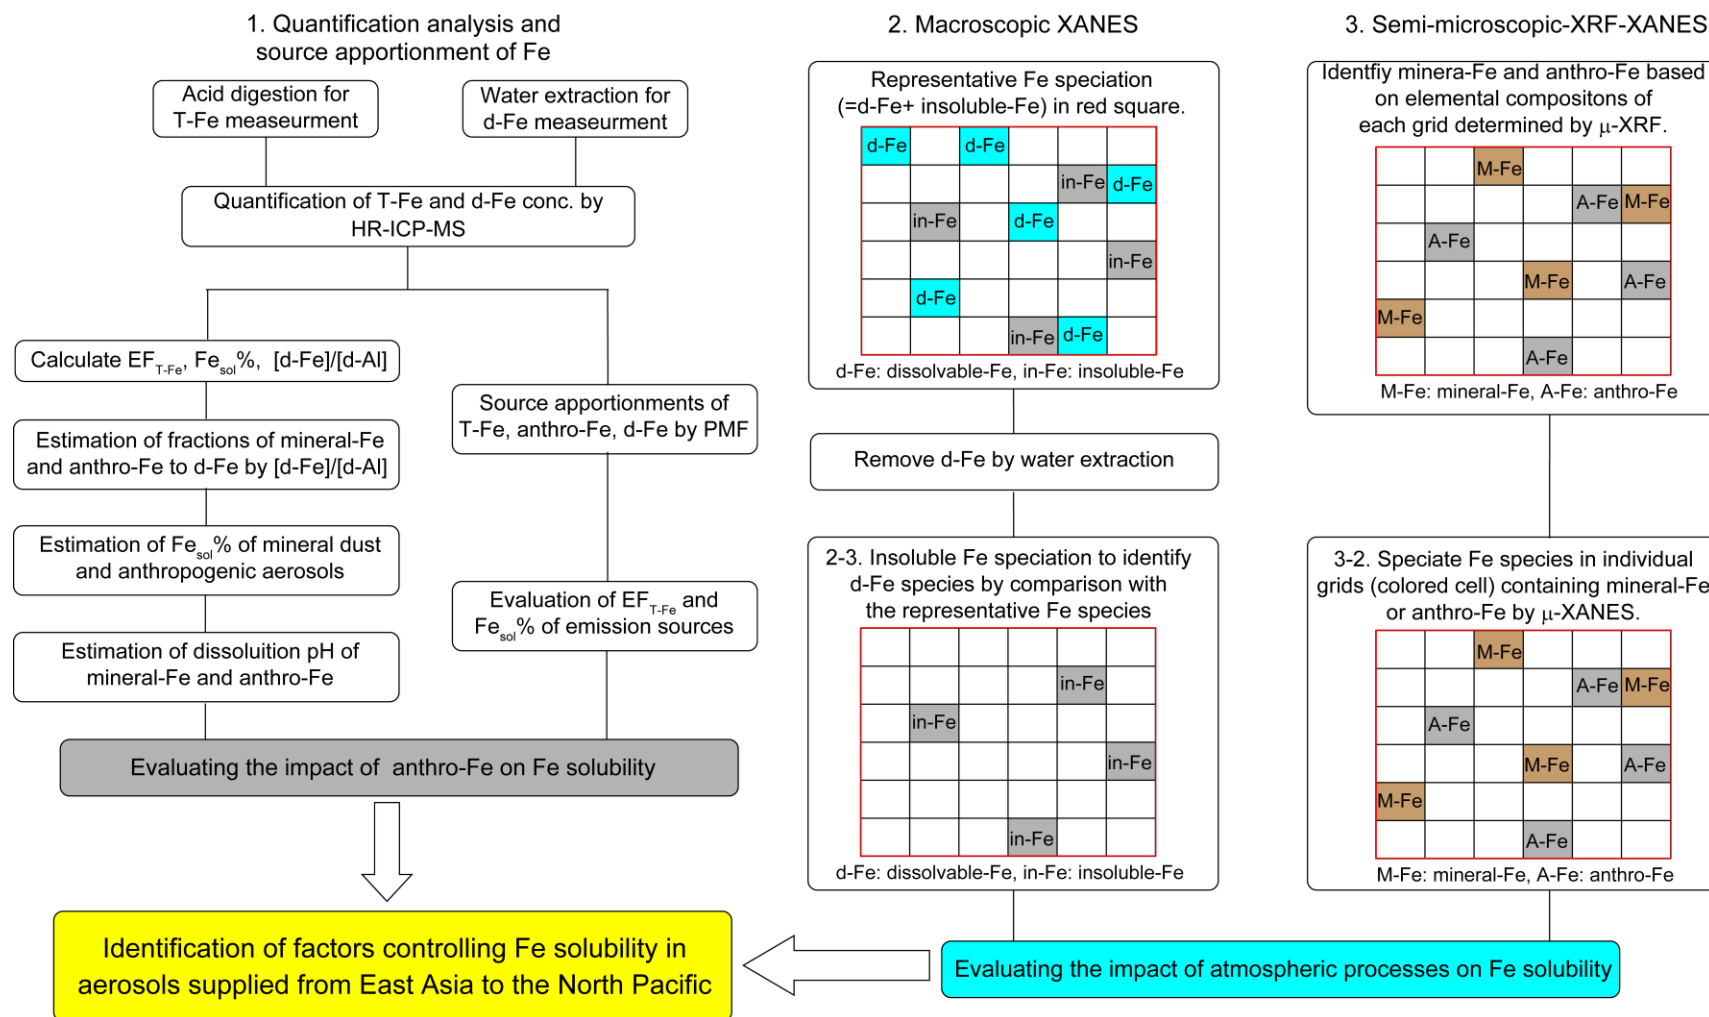 1. Quantification analysis and
source apportionment of Fe
Acid digestion for
T-Fe measeurment
Water extraction for
d-Fe measeurment
Quantification of T-Fe and d-Fe conc. by
HR-ICP-MS
Calculate EF_T-Fe, Fe_sol%, [d-Fe]/[d-Al]
Estimation of fractions of mineral-Fe
and anthro-Fe to d-Fe by [d-Fe]/[d-Al]
Estimation of Fe_sol% of mineral dust
and anthropogenic aerosols
Estimation of dissoluition pH of
mineral-Fe and anthro-Fe
Source apportionments of
T-Fe, anthro-Fe, d-Fe by PMF
Evaluation of EF_T-Fe and
Fe_sol% of emission sources
Evaluating the impact of anthro-Fe on Fe solubility
2. Macroscopic XANES
Representative Fe speciation
(=d-Fe+ insoluble-Fe) in red square.
d-Fe d-Fe
in-Fe d-Fe
in-Fe d-Fe
in-Fe
d-Fe
in-Fe d-Fe
d-Fe: dissolvable-Fe, in-Fe: insoluble-Fe
Remove d-Fe by water extraction
2-3. Insoluble Fe speciation to identify
d-Fe species by comparison with
the representative Fe species
in-Fe
in-Fe
in-Fe
in-Fe
d-Fe: dissolvable-Fe, in-Fe: insoluble-Fe
3. Semi-microscopic-XRF-XANES
Identfiy minera-Fe and anthro-Fe based
on elemental compositons of
each grid determined by μ-XRF.
M-Fe
A-Fe M-Fe
A-Fe
M-Fe A-Fe
M-Fe
A-Fe
M-Fe: mineral-Fe, A-Fe: anthro-Fe
3-2. Speciate Fe species in individual
grids (colored cell) containing mineral-Fe
or anthro-Fe by μ-XANES.
M-Fe
A-Fe M-Fe
A-Fe
M-Fe A-Fe
M-Fe
A-Fe
M-Fe: mineral-Fe, A-Fe: anthro-Fe
Evaluating the impact of atmospheric processes on Fe solubility
Identification of factors controlling Fe solubility in
aerosols supplied from East Asia to the North Pacific